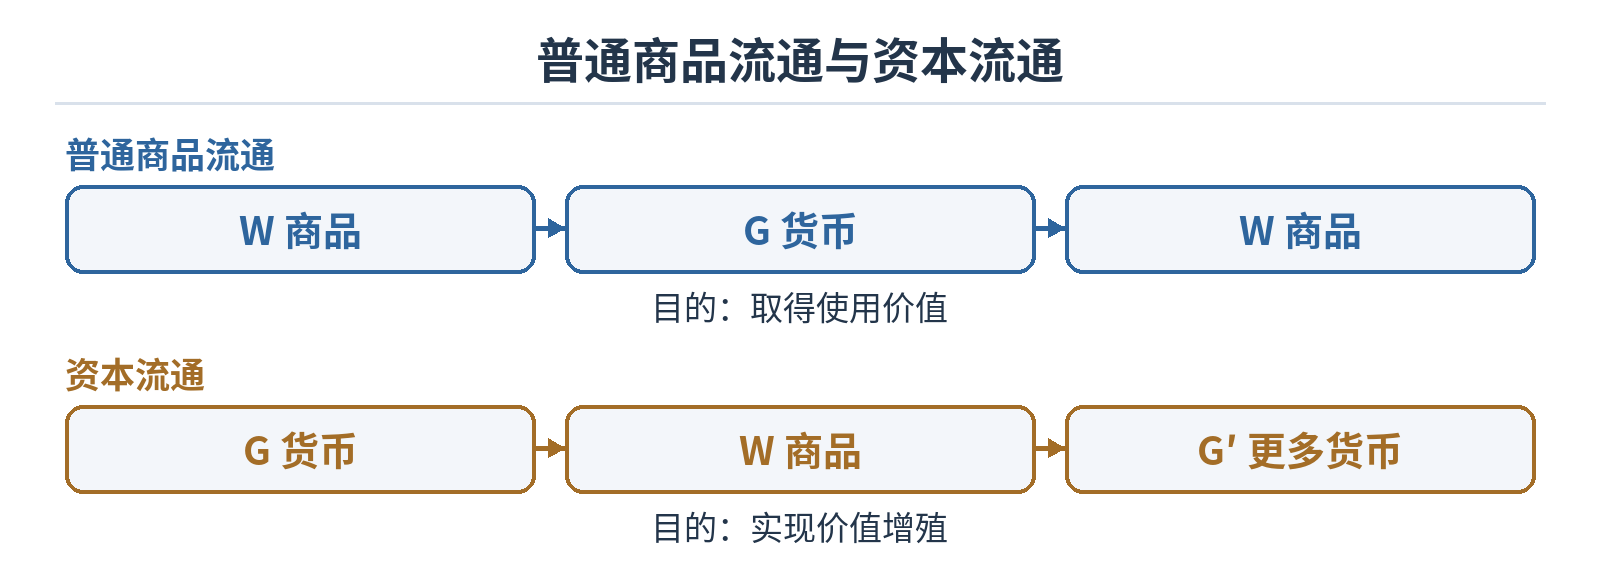 普通商品流通与资本流通
普通商品流通
W 商品
G 货币
W 商品
目的：取得使用价值
资本流通
G 货币
W 商品
G′ 更多货币
目的：实现价值增殖